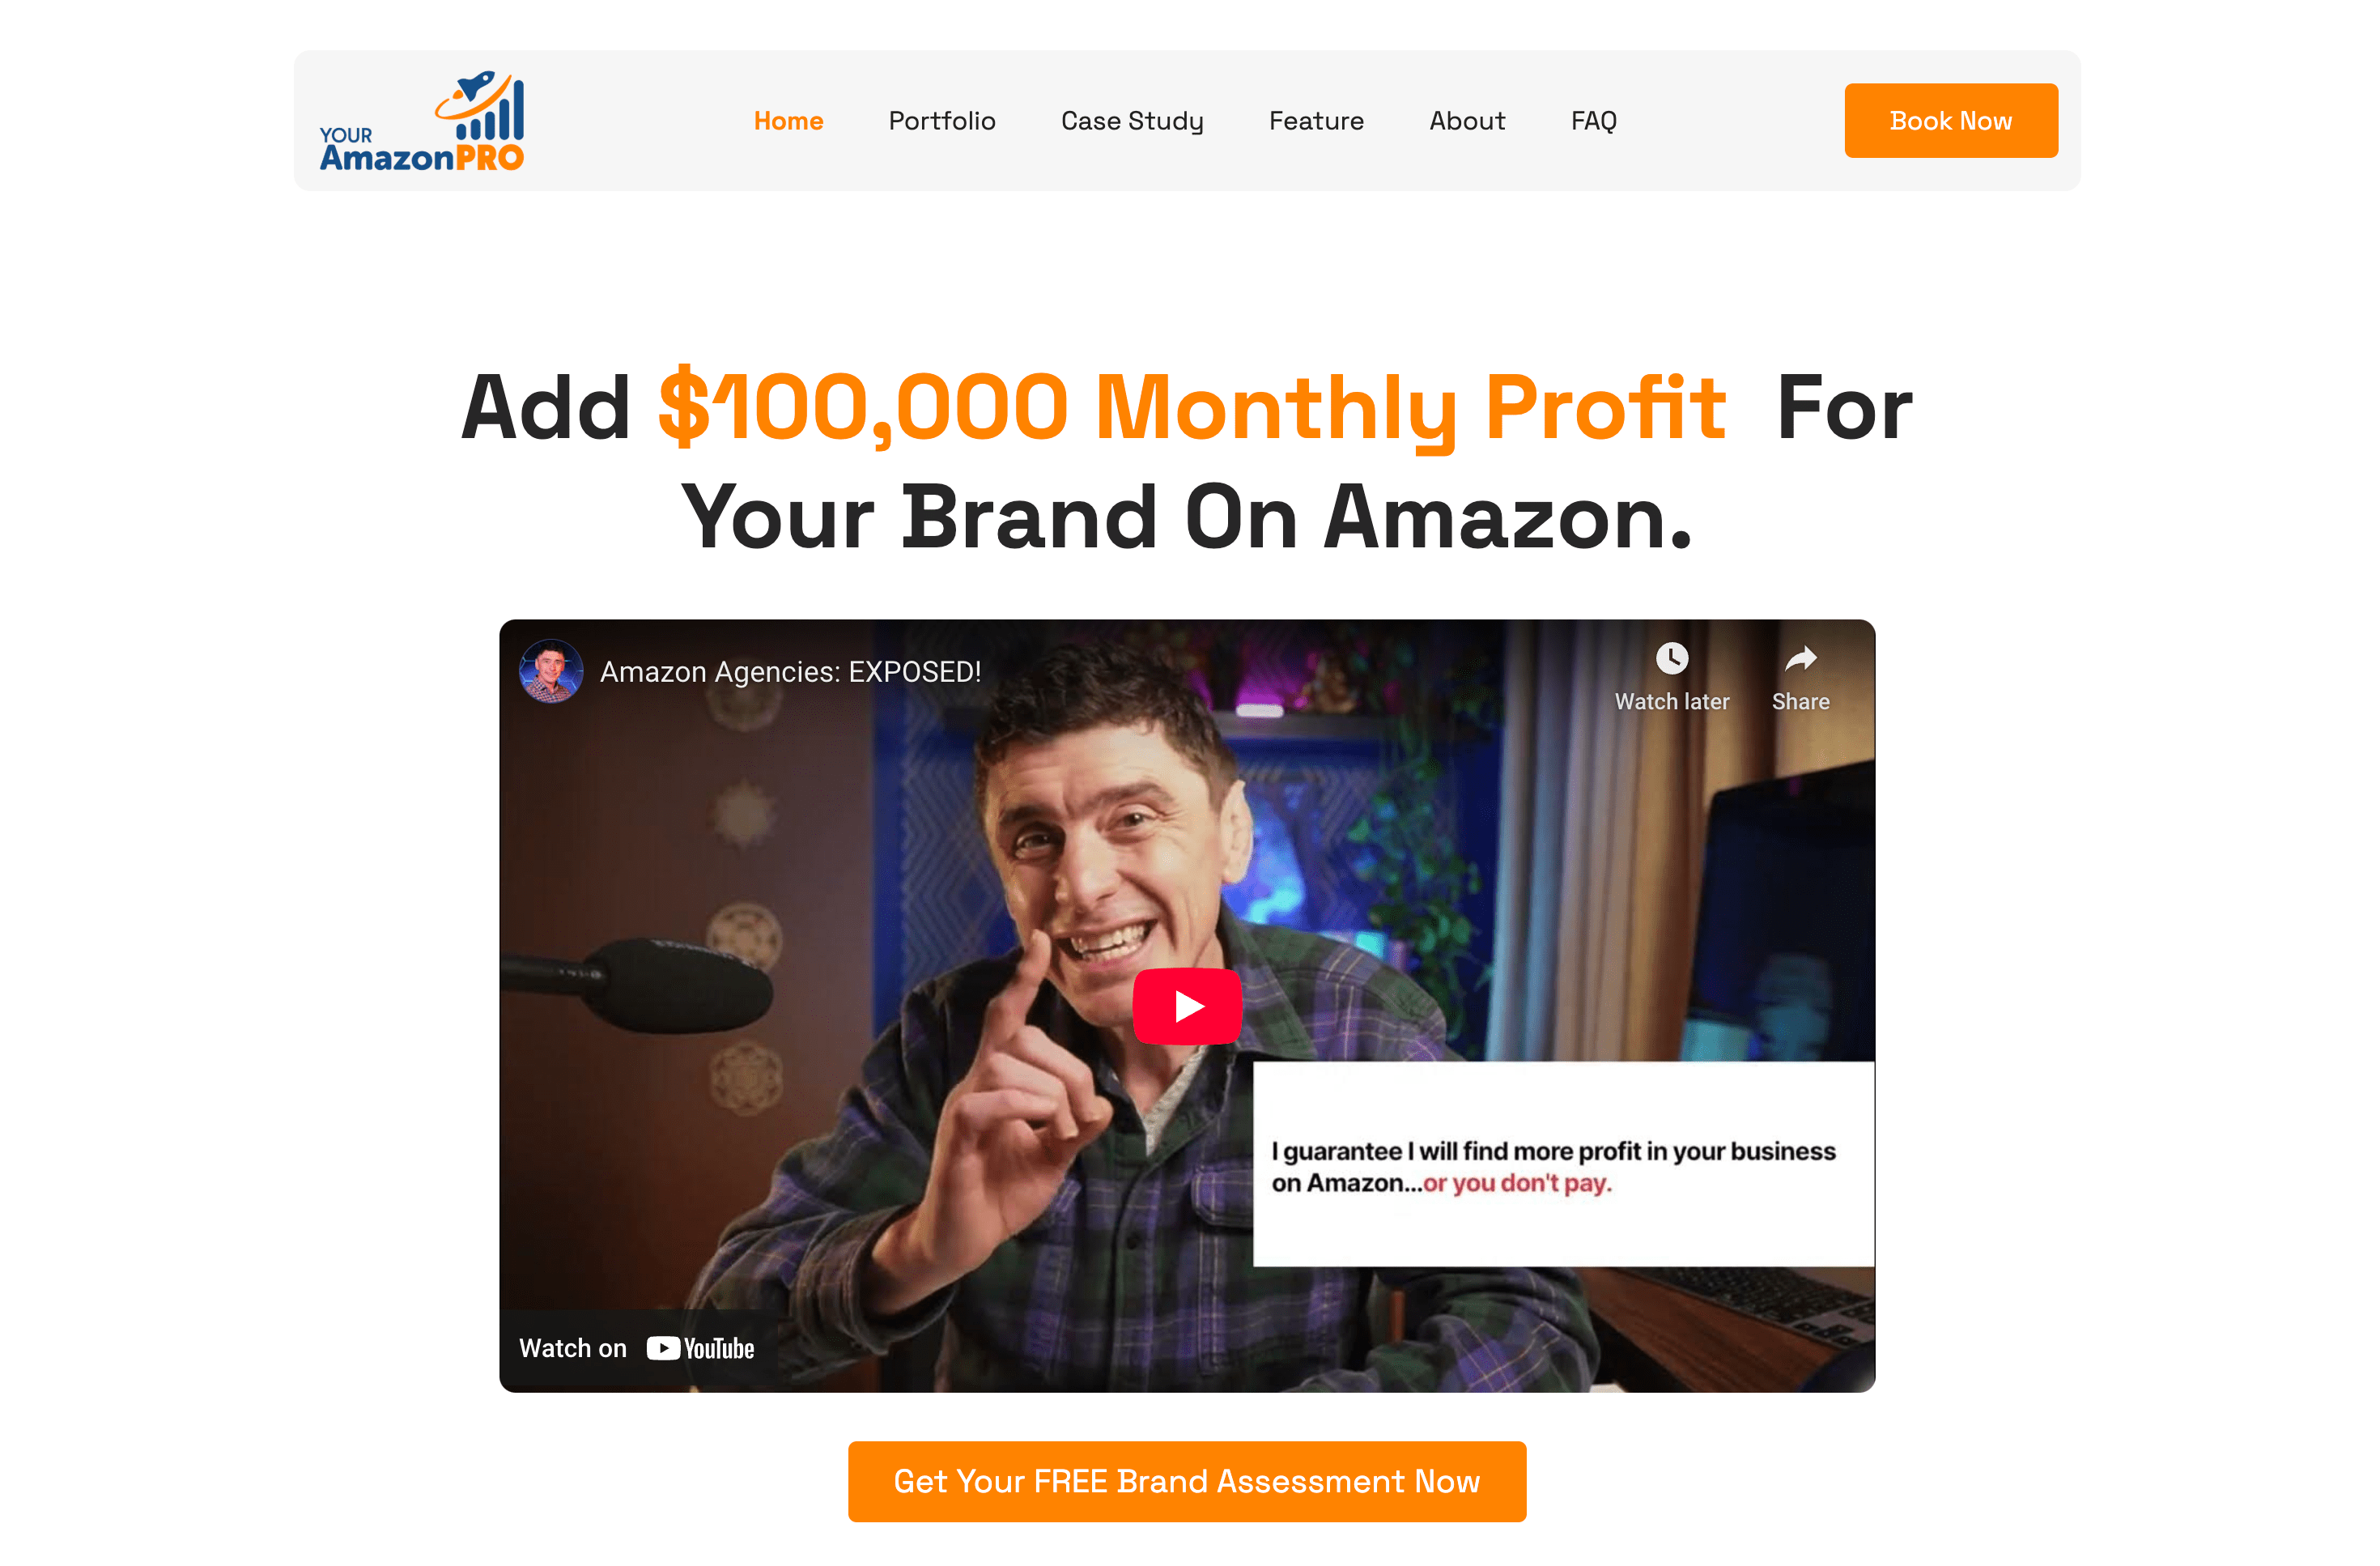 YOUR
AmazonPRO
Home Portfolio Case Study Feature About FAQ
Book Now
Add $100,000 Monthly Profit For
Your Brand On Amazon.
Amazon Agencies: EXPOSED!
Watch later Share
I guarantee I will find more profit in your business
on Amazon...or you don't pay.
Watch on YouTube
Get Your FREE Brand Assessment Now